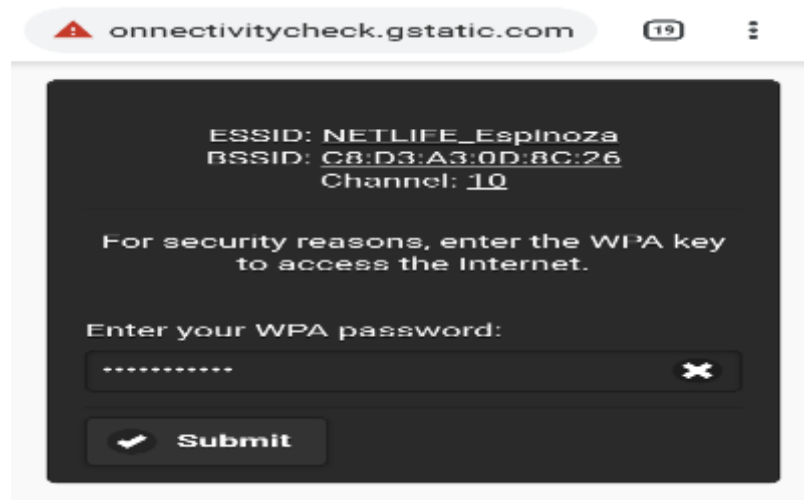 onnectivitycheck.gstatic.com
19
ESSID: NETLIFE_Espinoza
BSSID: C8:D3:A3:0D:8C:26
Channel: 10
For security reasons, enter the WPA key
to access the Internet.
Enter your WPA password:
•••••••••••
Submit